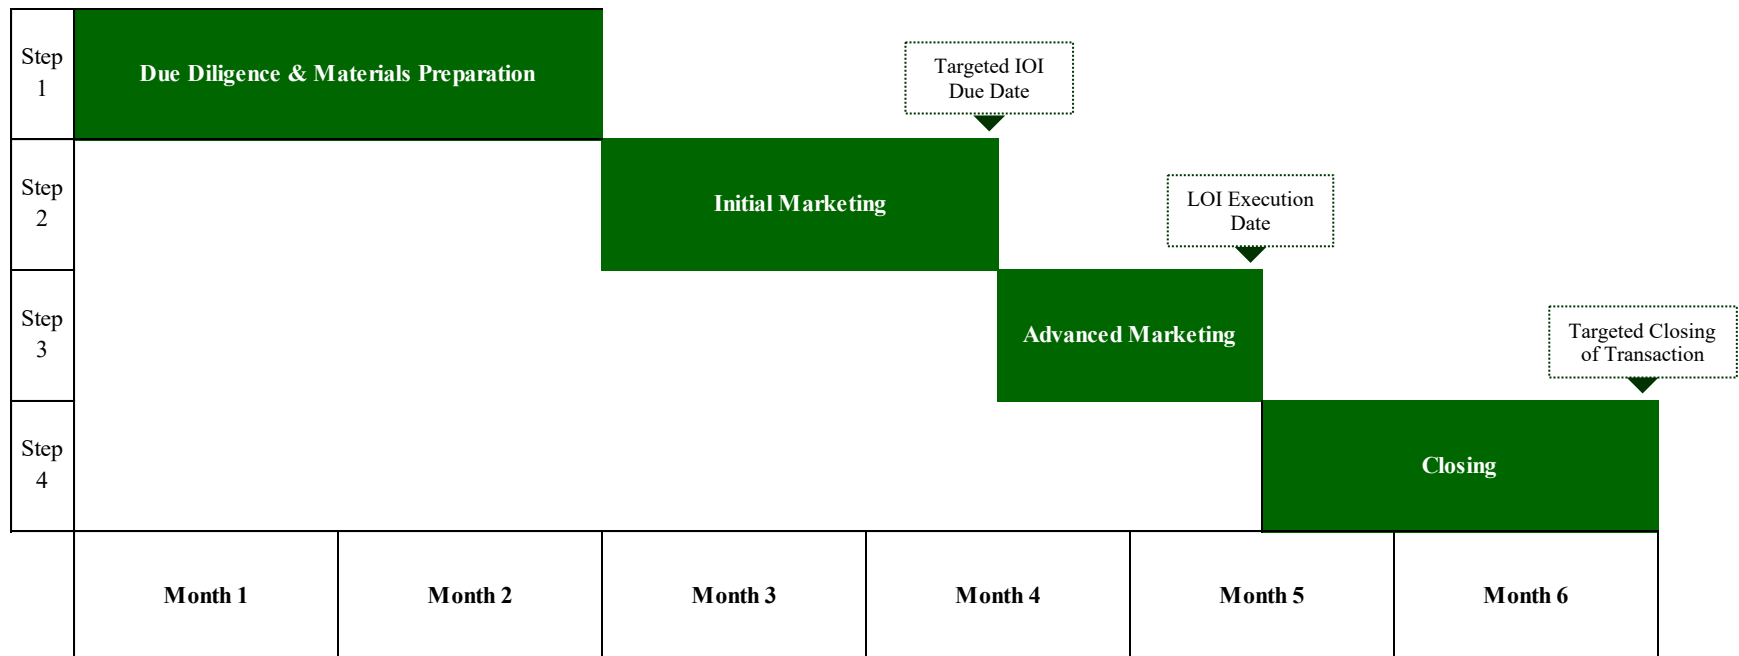 Step
1
Due Diligence & Materials Preparation
Targeted IOI
Due Date
Step
2
Initial Marketing
LOI Execution
Date
Step
3
Advanced Marketing
Targeted Closing
of Transaction
Step
4
Closing
Month 1
Month 2
Month 3
Month 4
Month 5
Month 6